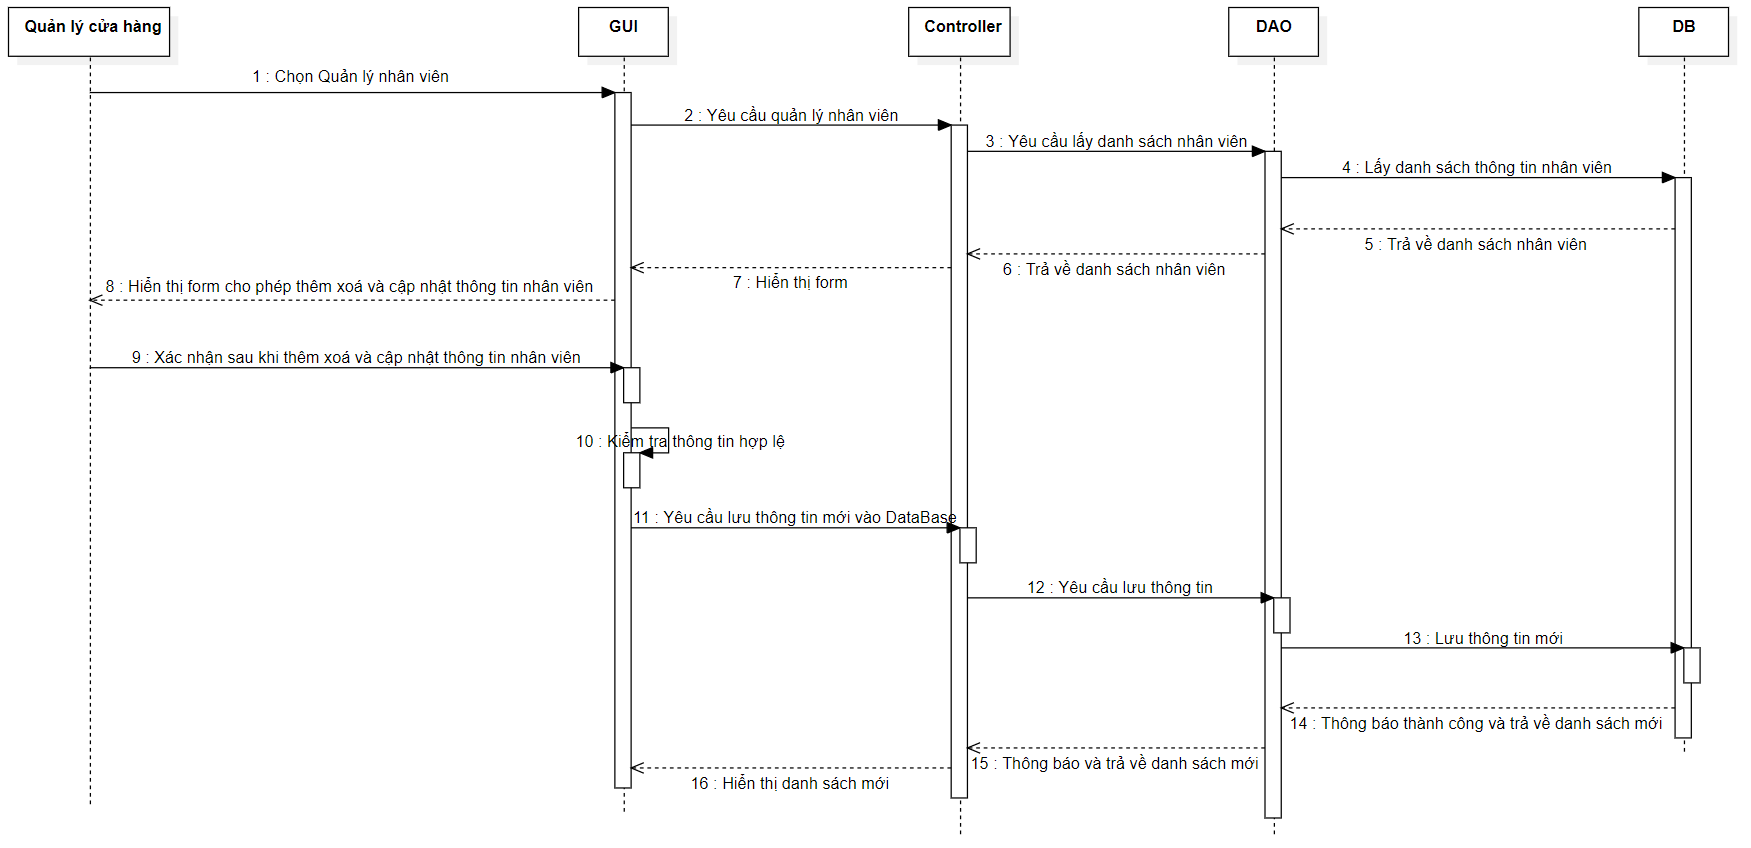 Quản lý cửa hàng
GUI
Controller
DAO
DB
1 : Chọn Quản lý nhân viên
2 : Yêu cầu quản lý nhân viên
3 : Yêu cầu lấy danh sách nhân viên
4 : Lấy danh sách thông tin nhân viên
5 : Trả về danh sách nhân viên
6 : Trả về danh sách nhân viên
7 : Hiển thị form
8 : Hiển thị form cho phép thêm xoá và cập nhật thông tin nhân viên
9 : Xác nhận sau khi thêm xoá và cập nhật thông tin nhân viên
10 : Kiểm tra thông tin hợp lệ
11 : Yêu cầu lưu thông tin mới vào DataBase
12 : Yêu cầu lưu thông tin
13 : Lưu thông tin mới
14 : Thông báo thành công và trả về danh sách mới
15 : Thông báo và trả về danh sách mới
16 : Hiển thị danh sách mới